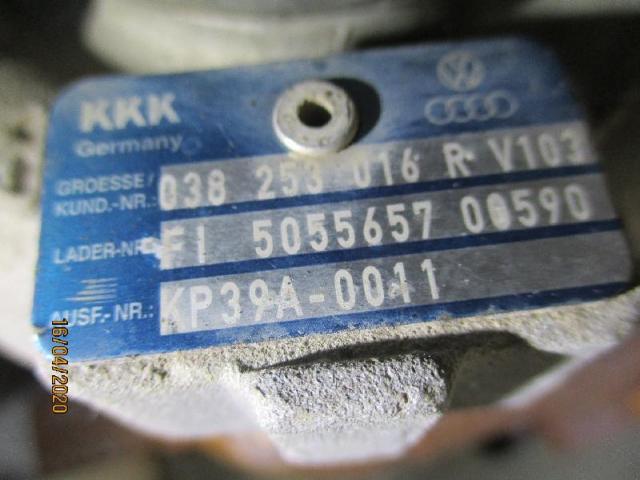 KKK
Germany
GROESSE/
KUND.-NR.: 038 253 016 R V103
LADER-NR. FI 5055657 00590
AUSF.-NR.: KP39A-0011
16/04/2020